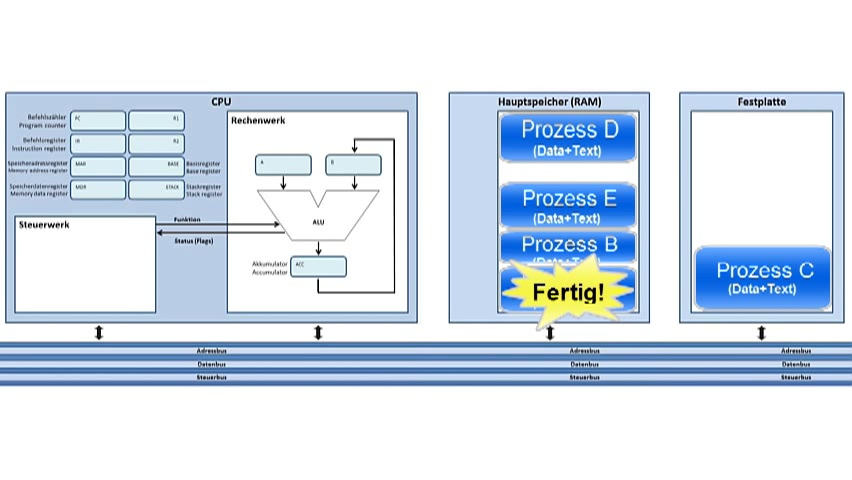 CPU
Befehlszähler
Program counter
PC
R1
Befehlsregister
Instruction register
IR
R2
Speicheradressregister
Memory address register
MAR
BASE
Basisregister
Base register
Speicherdatenregister
Memory data register
MDR
STACK
Stackregister
Stack register
Steuerwerk
Funktion
Status (Flags)
Rechenwerk
A
B
ALU
Akkumulator
Accumulator
ACC
Hauptspeicher (RAM)
Prozess D
(Data+Text)
Prozess E
(Data+Text)
Prozess B
Fertig!
Festplatte
Prozess C
(Data+Text)
Adressbus
Adressbus
Adressbus
Datenbus
Datenbus
Datenbus
Steuerbus
Steuerbus
Steuerbus